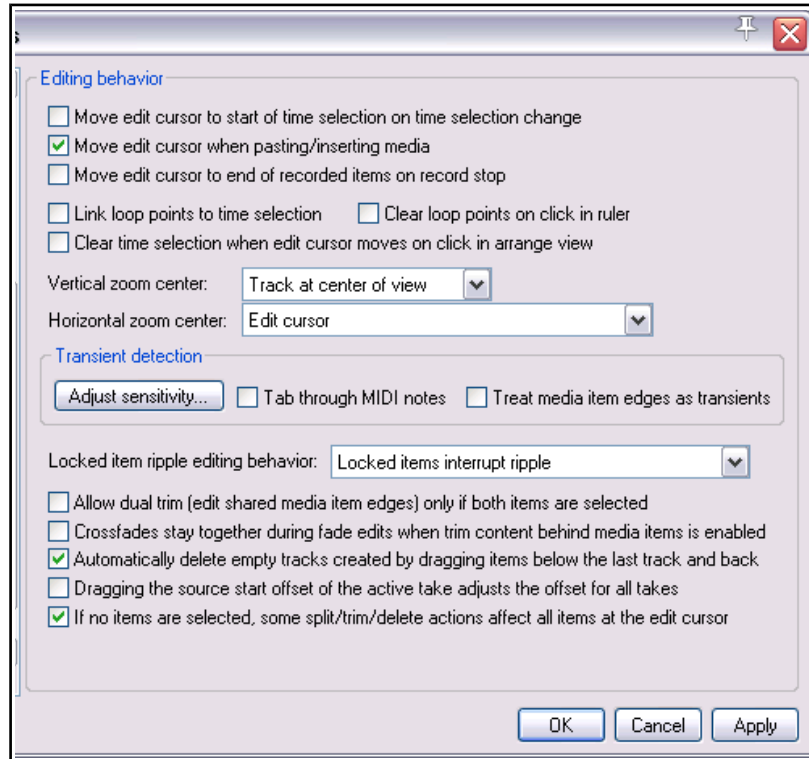 s
Editing behavior
Move edit cursor to start of time selection on time selection change
Move edit cursor when pasting/inserting media
Move edit cursor to end of recorded items on record stop
Link loop points to time selection Clear loop points on click in ruler
Clear time selection when edit cursor moves on click in arrange view
Vertical zoom center: Track at center of view
Horizontal zoom center: Edit cursor
Transient detection
Adjust sensitivity... Tab through MIDI notes Treat media item edges as transients
Locked item ripple editing behavior: Locked items interrupt ripple
Allow dual trim (edit shared media item edges) only if both items are selected
Crossfades stay together during fade edits when trim content behind media items is enabled
Automatically delete empty tracks created by dragging items below the last track and back
Dragging the source start offset of the active take adjusts the offset for all takes
If no items are selected, some split/trim/delete actions affect all items at the edit cursor
OK Cancel Apply